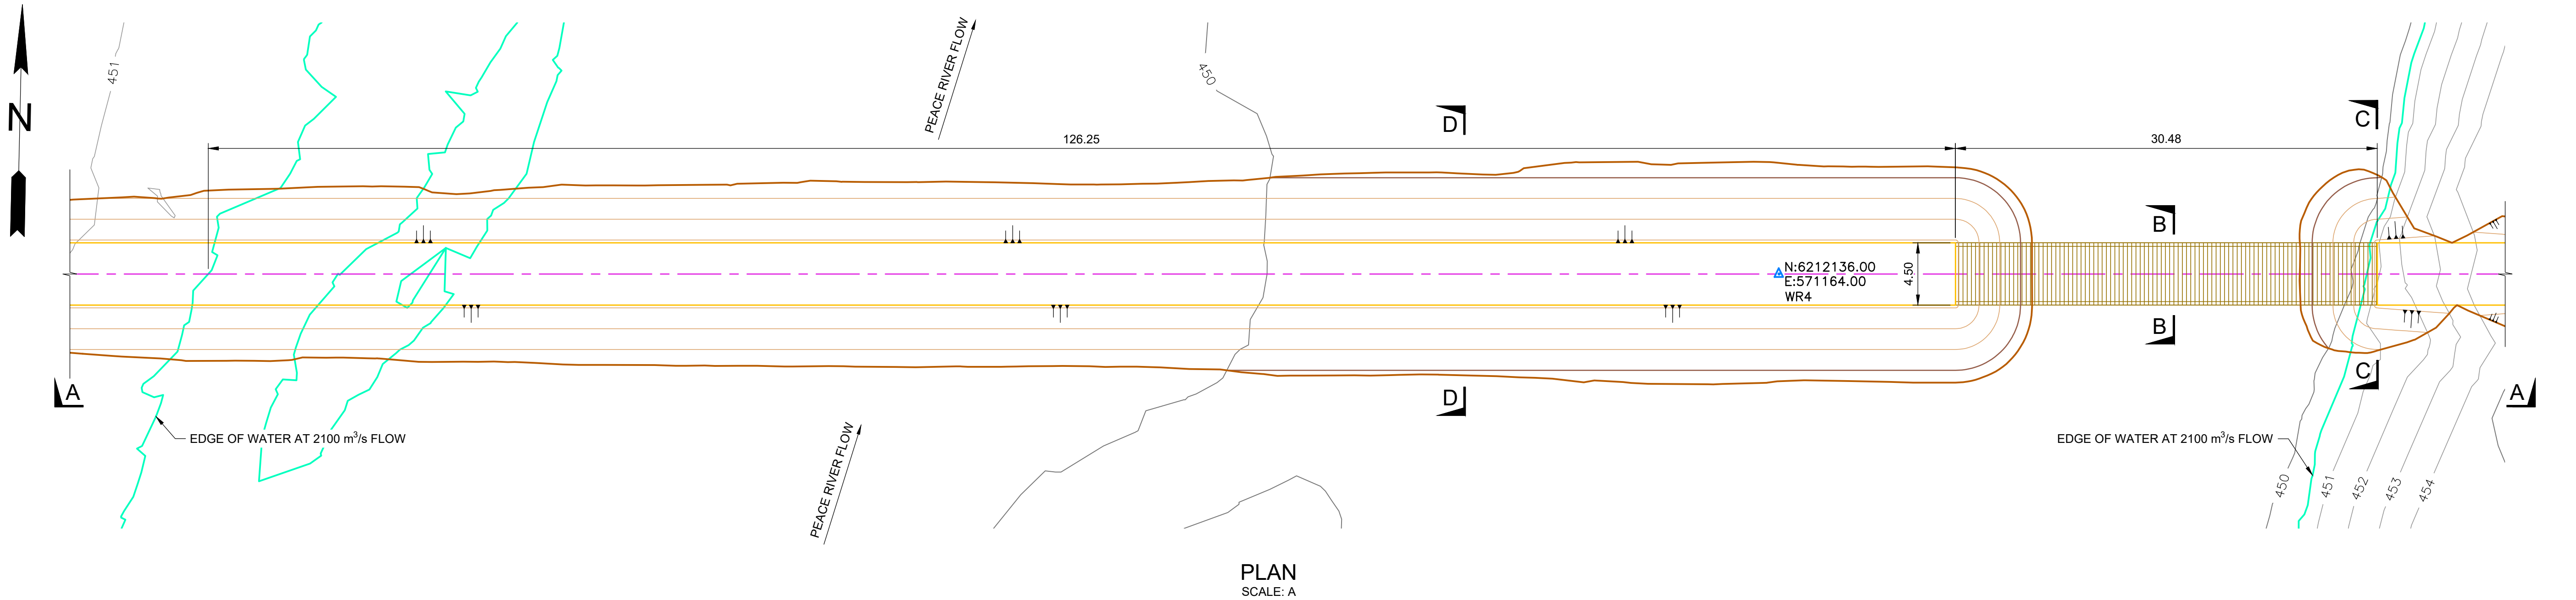 N
451
PEACE RIVER FLOW
450
D
C
126.25
30.48
B
N:6212136.00
E:571164.00
WR4
4.50
B
A
D
C
A
EDGE OF WATER AT 2100 m³/s FLOW
PEACE RIVER FLOW
EDGE OF WATER AT 2100 m³/s FLOW
450
451
452
453
454
PLAN
SCALE: A